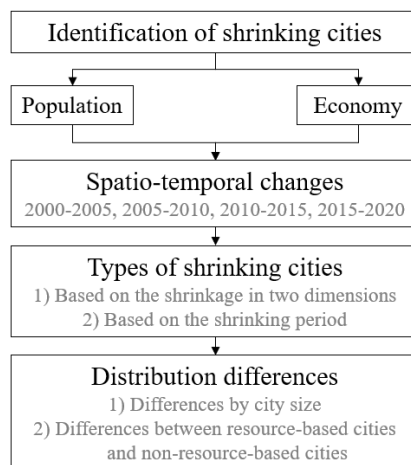 Identification of shrinking cities
Population
Economy
Spatio-temporal changes
2000-2005, 2005-2010, 2010-2015, 2015-2020
Types of shrinking cities
1) Based on the shrinkage in two dimensions
2) Based on the shrinking period
Distribution differences
1) Differences by city size
2) Differences between resource-based cities
and non-resource-based cities